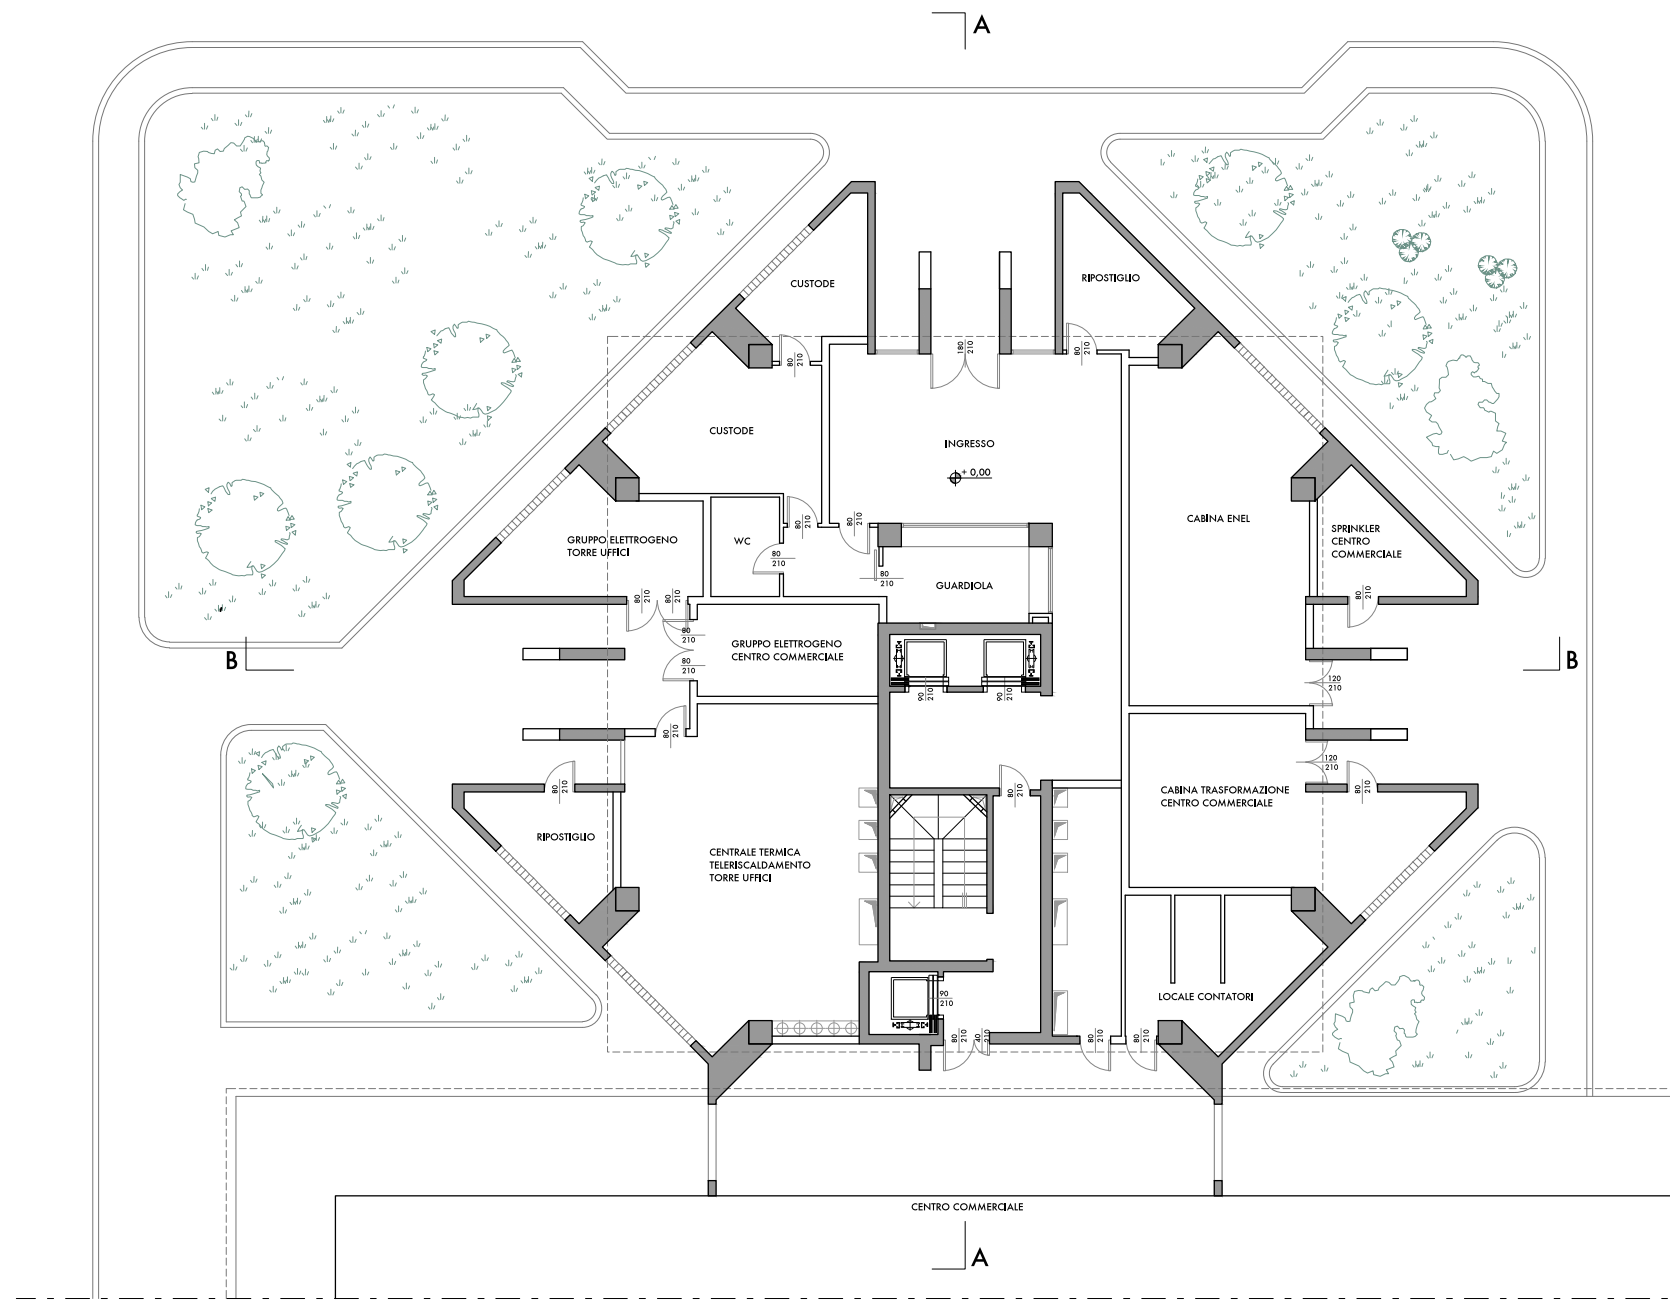 A
CUSTODE
RIPOSTIGLIO
80
210
180
210
80
210
CUSTODE
INGRESSO
+ 0,00
CABINA ENEL
SPRINKLER
CENTRO
COMMERCIALE
GRUPPO ELETTROGENO
TORRE UFFICI
WC
80
210
80
210
80
210
80
210
GUARDIOLA
80
210
80
210
80
210
80
210
80
210
GRUPPO ELETTROGENO
CENTRO COMMERCIALE
B
B
90
210
90
210
120
210
80
210
120
210
80
210
RIPOSTIGLIO
80
210
80
210
CABINA TRASFORMAZIONE
CENTRO COMMERCIALE
CENTRALE TERMICA
TELERISCALDAMENTO
TORRE UFFICI
90
210
LOCALE CONTATORI
80
210
40
210
80
210
80
210
CENTRO COMMERCIALE
A